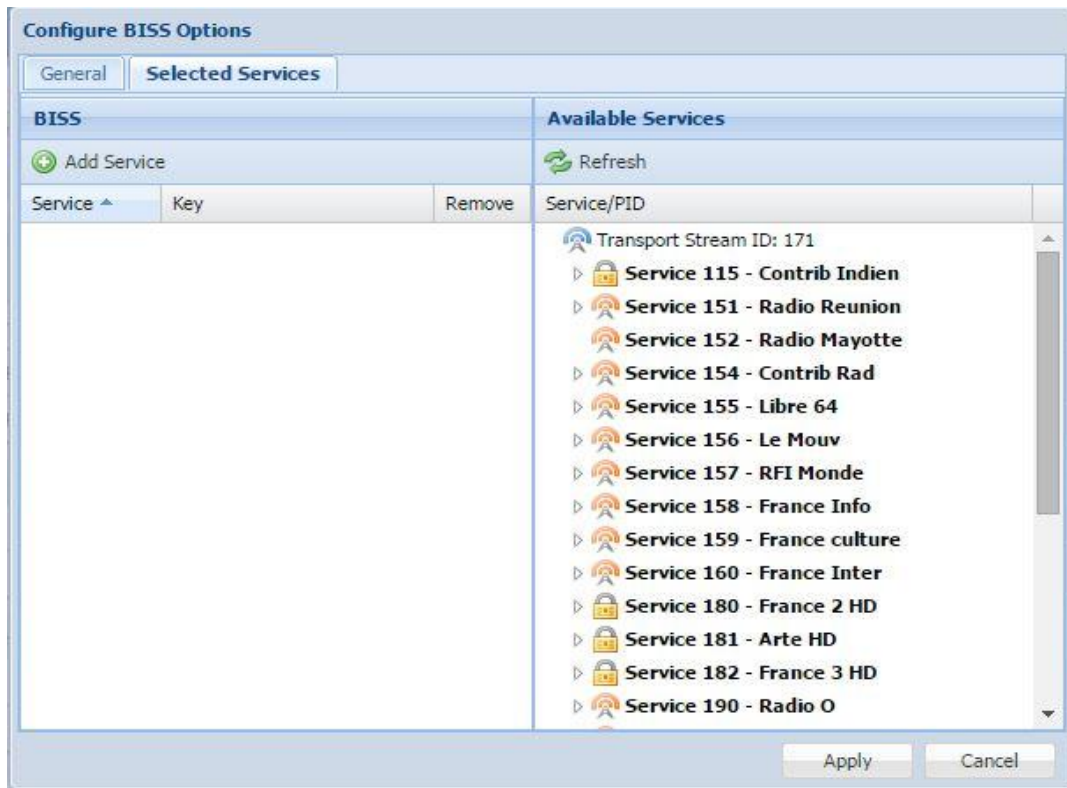 Configure BISS Options
General
Selected Services
BISS
Add Service
Service
Key
Remove
Available Services
Refresh
Service/PID
Transport Stream ID: 171
Service 115 - Contrib Indien
Service 151 - Radio Reunion
Service 152 - Radio Mayotte
Service 154 - Contrib Rad
Service 155 - Libre 64
Service 156 - Le Mouv
Service 157 - RFI Monde
Service 158 - France Info
Service 159 - France culture
Service 160 - France Inter
Service 180 - France 2 HD
Service 181 - Arte HD
Service 182 - France 3 HD
Service 190 - Radio O
Apply
Cancel